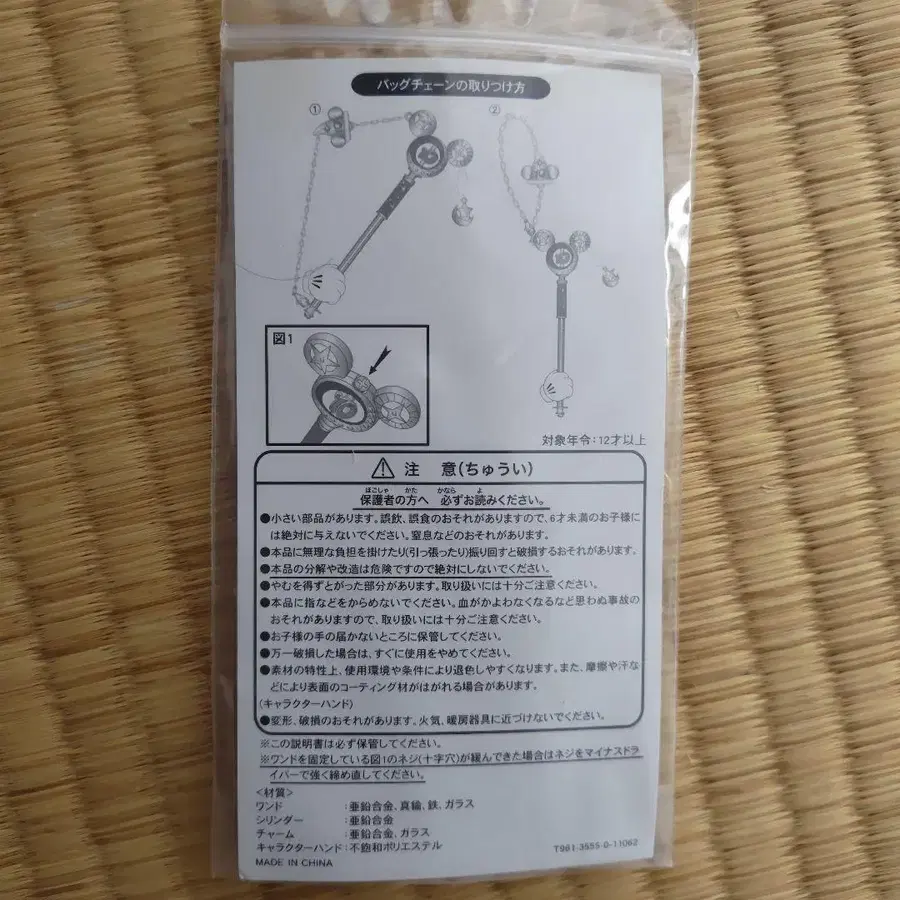 バッグチェーンの取りつけ方
① ②
図1
対象年令:12才以上
注 意(ちゅうい)
保護者の方へ 必ずお読みください。
●小さい部品があります。誤飲、誤食のおそれがありますので、6才未満のお子様に
は絶対に与えないでください。窒息などのおそれがあります。
●本品に無理な負担を掛けたり(引っ張ったり)振り回すと破損するおそれがあります。
●本品の分解や改造は危険ですので絶対にしないでください。
●やむを得ずとがった部分があります。取り扱いには十分ご注意ください。
●本品に指などをからめないでください。血がかよわなくなるなど思わぬ事故の
おそれがありますので、取り扱いには十分ご注意ください。
●お子様の手の届かないところに保管してください。
●万一破損した場合は、すぐに使用をやめてください。
●素材の特性上、使用環境や条件により退色しやすくなります。また、摩擦や汗な
どにより表面のコーティング材がはがれる場合があります。
(キャラクターハンド)
●変形、破損のおそれがあります。火気、暖房器具に近づけないでください。
※この説明書は必ず保管してください。
※ワンドを固定している図1のネジ(十字穴)が緩んできた場合はネジをマイナスドラ
イバーで強く締め直してください。
<材質>
ワンド :亜鉛合金、真鍮、鉄、ガラス
シリンダー :亜鉛合金
チャーム :亜鉛合金、ガラス
キャラクターハンド:不飽和ポリエステル
MADE IN CHINA
T961-3555-0-11062